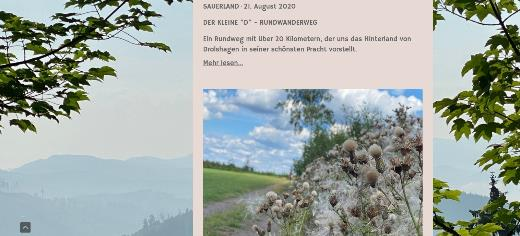 SAUERLAND · 21. August 2020
DER KLEINE "D" – RUNDWANDERWEG
Ein Rundweg mit über 20 Kilometern, der uns das Hinterland von
Drolshagen in seiner schönsten Pracht vorstellt.
Mehr lesen...